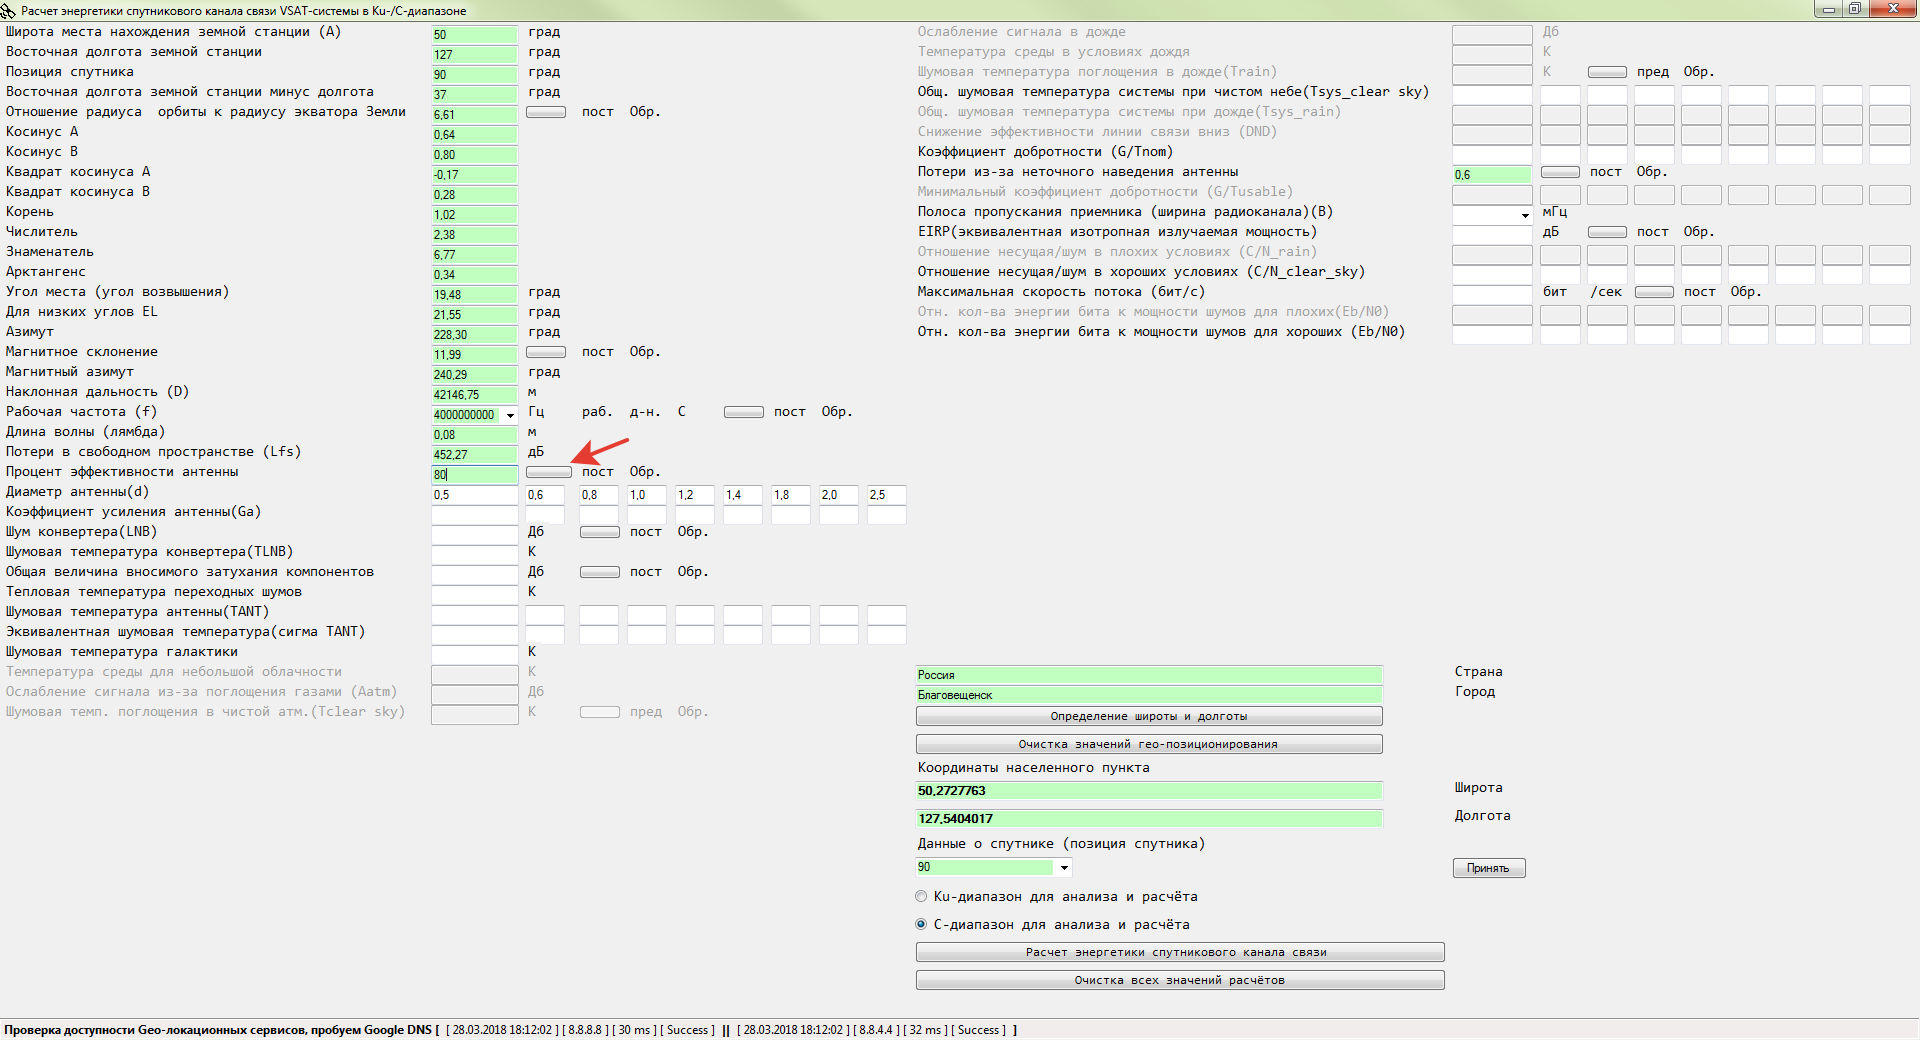 Расчет энергетики спутникового канала связи VSAT-системы в Ku-/C-диапазоне
Широта места нахождения земной станции (A) 50 град
Восточная долгота земной станции 127 град
Позиция спутника 90 град
Восточная долгота земной станции минус долгота 37 град
Отношение радиуса орбиты к радиусу экватора Земли 6,61 пост Обр.
Косинус A 0,64
Косинус B 0,80
Квадрат косинуса A -0,17
Квадрат косинуса B 0,28
Корень 1,02
Числитель 2,38
Знаменатель 6,77
Арктангенс 0,34
Угол места (угол возвышения) 19,48 град
Для низких углов EL 21,55 град
Азимут 228,30 град
Магнитное склонение 11,99 пост Обр.
Магнитный азимут 240,29 град
Наклонная дальность (D) 42146,75 м
Рабочая частота (f) 4000000000 Гц раб. д-н. C пост Обр.
Длина волны (лямбда) 0,08 м
Потери в свободном пространстве (Lfs) 452,27 дБ
Процент эффективности антенны 80 пост Обр.
Диаметр антенны(d) 0,5 0,6 0,8 1,0 1,2 1,4 1,8 2,0 2,5
Коэффициент усиления антенны(Ga)
Шум конвертера(LNB) Дб пост Обр.
Шумовая температура конвертера(TLNB) К
Общая величина вносимого затухания компонентов Дб пост Обр.
Тепловая температура переходных шумов К
Шумовая температура антенны(TANT)
Эквивалентная шумовая температура(сигма TANT)
Шумовая температура галактики К
Температура среды для небольшой облачности К
Ослабление сигнала из-за поглощения газами (Aatm) Дб
Шумовая темп. поглощения в чистой атм.(Tclear sky) К пред Обр.
Ослабление сигнала в дожде Дб
Температура среды в условиях дождя К
Шумовая температура поглощения в дожде(Train) К пред Обр.
Общ. шумовая температура системы при чистом небе(Tsys_clear sky)
Общ. шумовая температура системы при дожде(Tsys_rain)
Снижение эффективности линии связи вниз (DND)
Коэффициент добротности (G/Tnom)
Потери из-за неточного наведения антенны 0,6 пост Обр.
Минимальный коэффициент добротности (G/Tusable)
Полоса пропускания приемника (ширина радиоканала)(B) мГц
EIRP(эквивалентная изотропная излучаемая мощность) дБ пост Обр.
Отношение несущая/шум в плохих условиях (C/N_rain)
Отношение несущая/шум в хороших условиях (C/N_clear_sky)
Максимальная скорость потока (бит/с) бит /сек пост Обр.
Отн. кол-ва энергии бита к мощности шумов для плохих(Eb/N0)
Отн. кол-ва энергии бита к мощности шумов для хороших (Eb/N0)
Россия Страна
Благовещенск Город
Определение широты и долготы
Очистка значений гео-позиционирования
Координаты населенного пункта
50,2727763 Широта
127,5404017 Долгота
Данные о спутнике (позиция спутника)
90 Принять
Ku-диапазон для анализа и расчёта
C-диапазон для анализа и расчёта
Расчет энергетики спутникового канала связи
Очистка всех значений расчётов
Проверка доступности Geo-локационных сервисов, пробуем Google DNS [ [ 28.03.2018 18:12:02 ] [ 8.8.8.8 ] [ 30 ms ] [ Success ] || [ 28.03.2018 18:12:02 ] [ 8.8.4.4 ] [ 32 ms ] [ Success ] ]